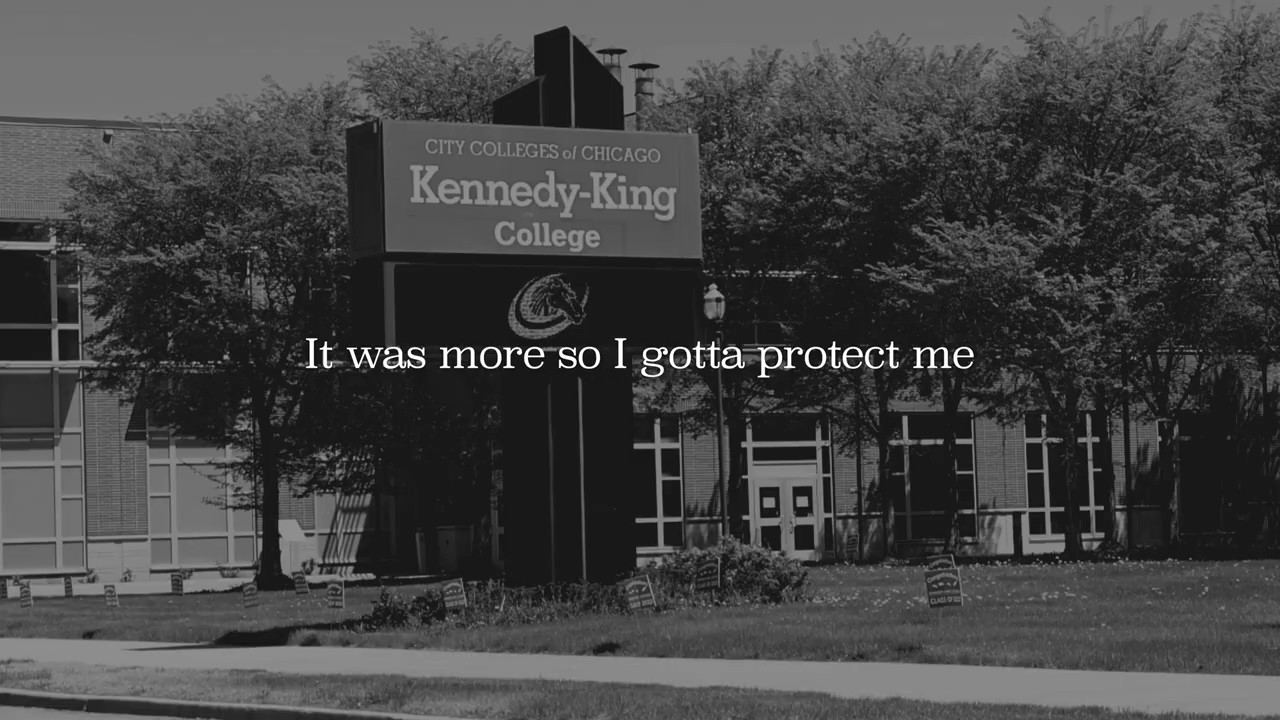 CITY COLLEGES of CHICAGO
Kennedy-King
College
It was more so I gotta protect me